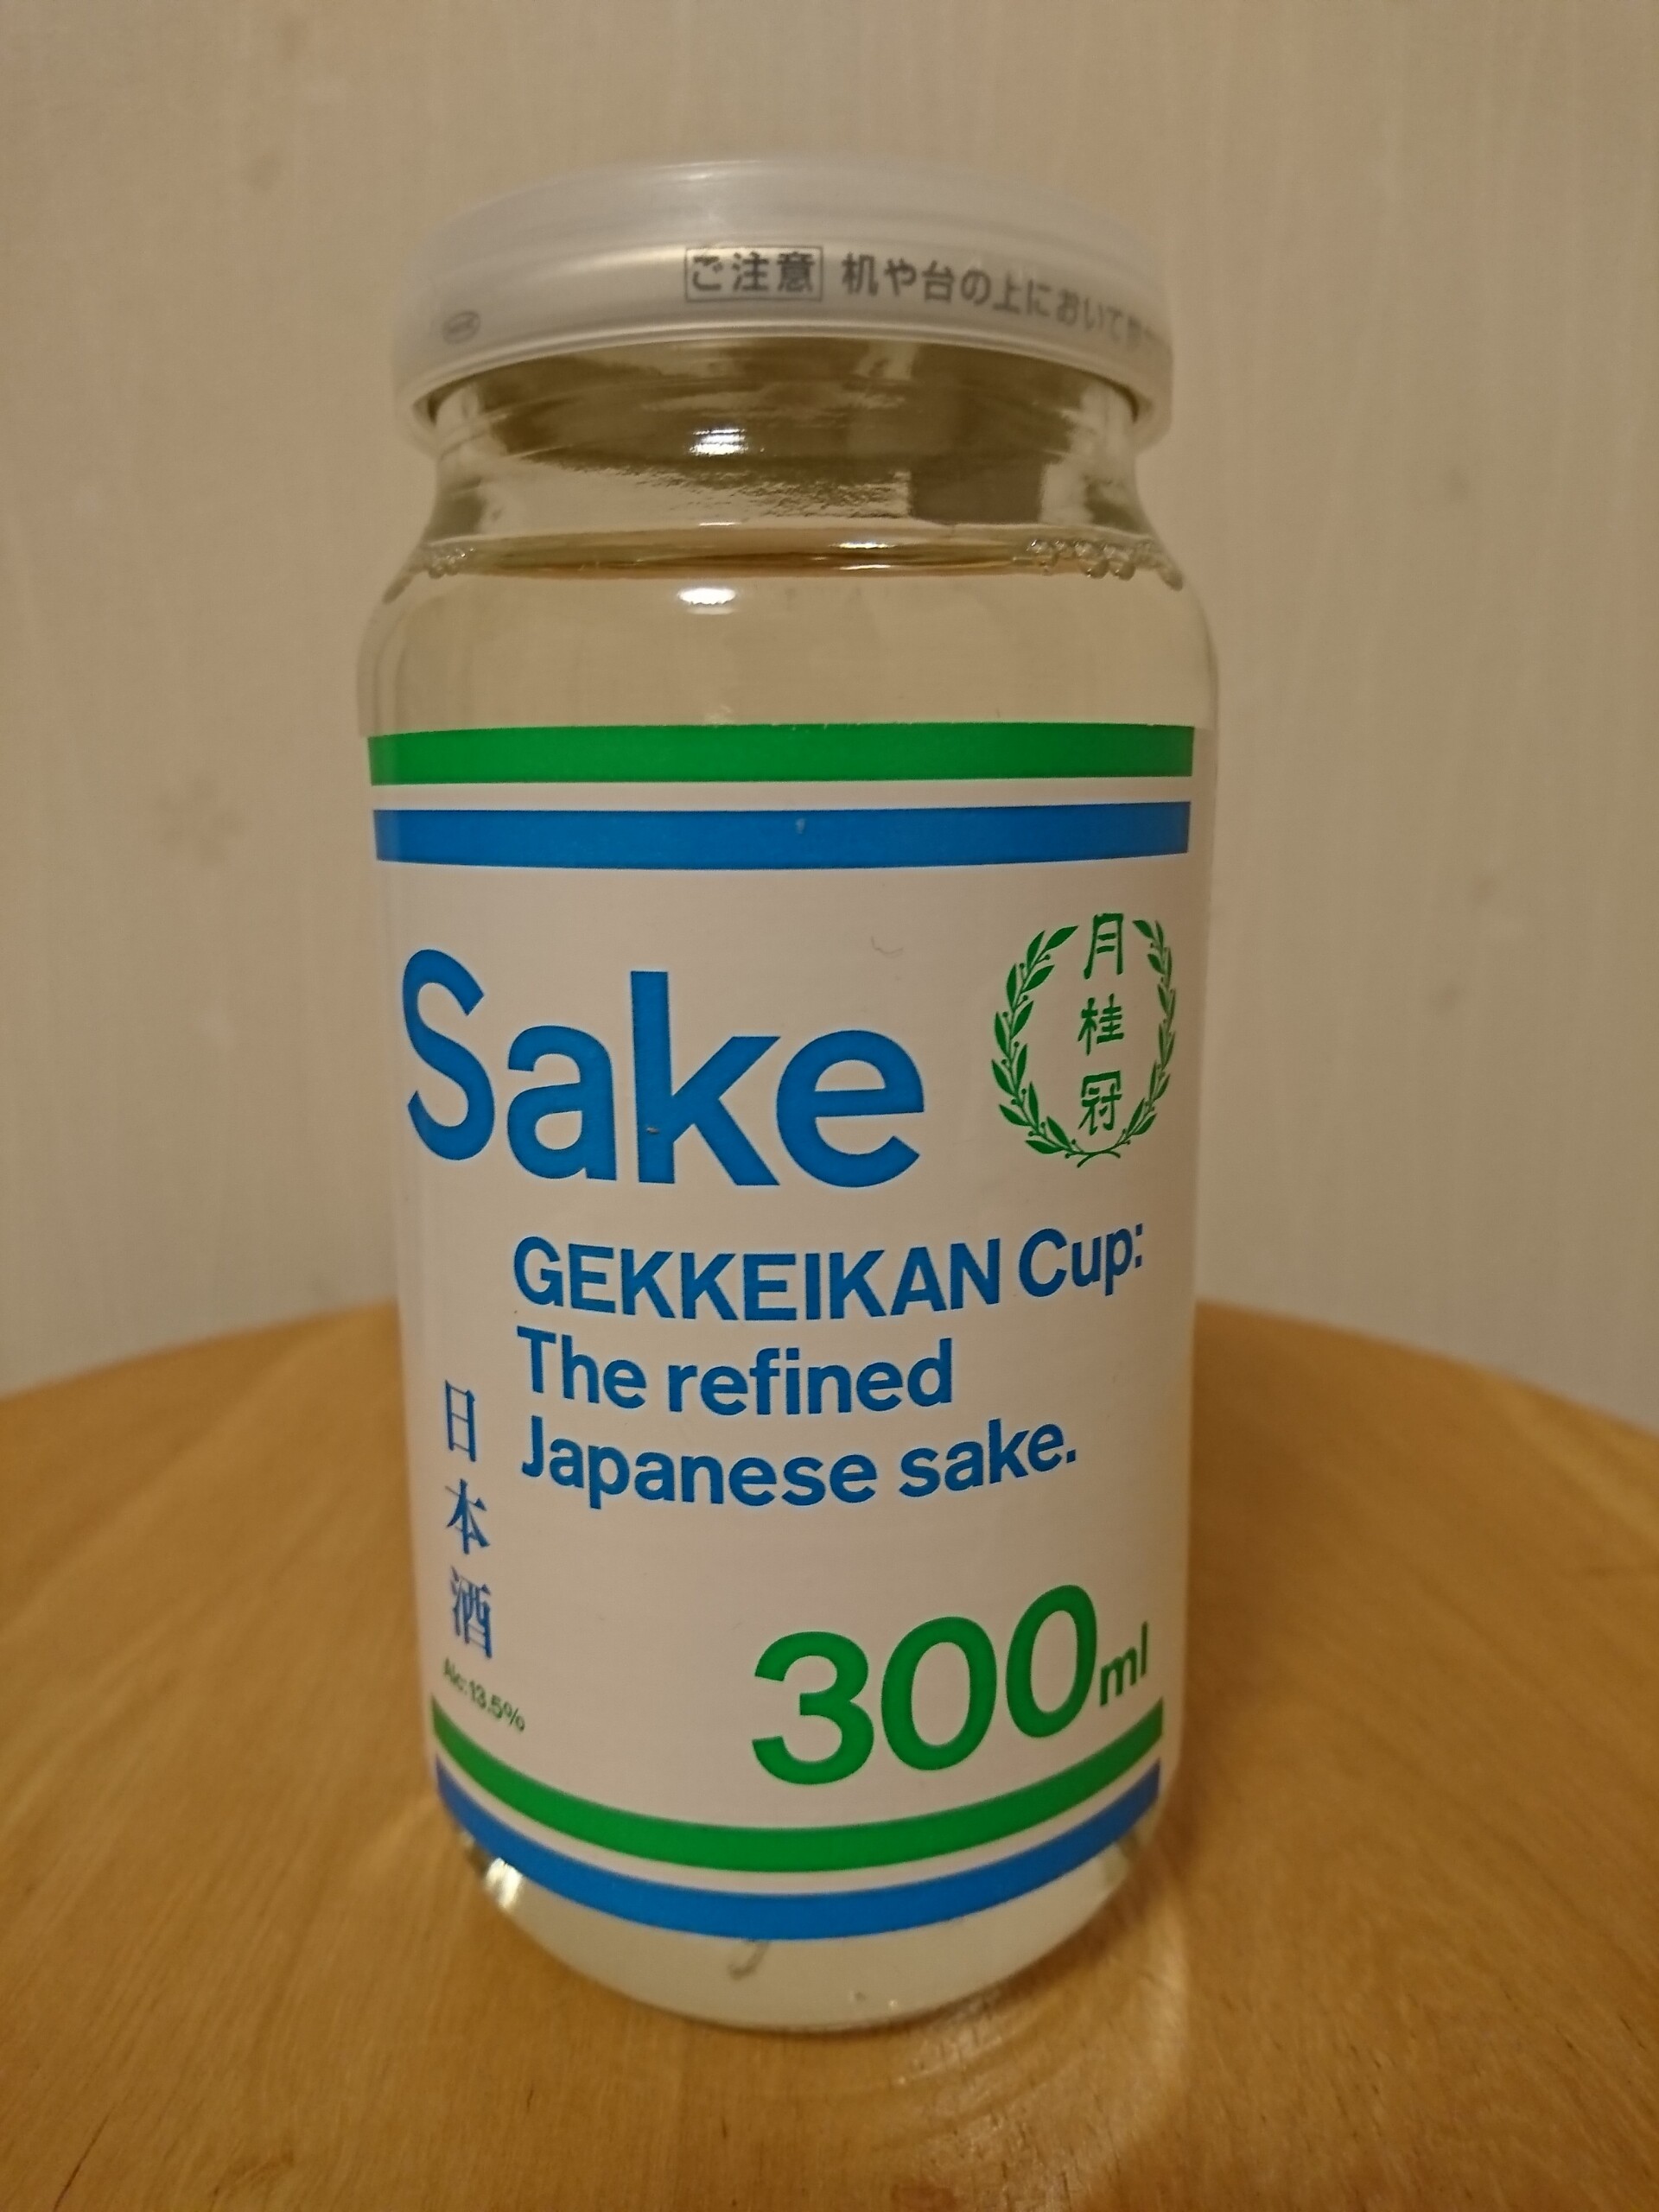 ご注意 机や台の上において
Sake
月桂冠
GEKKEIKAN Cup:
The refined
Japanese sake.
日本酒
Alc.13.5%
300ml